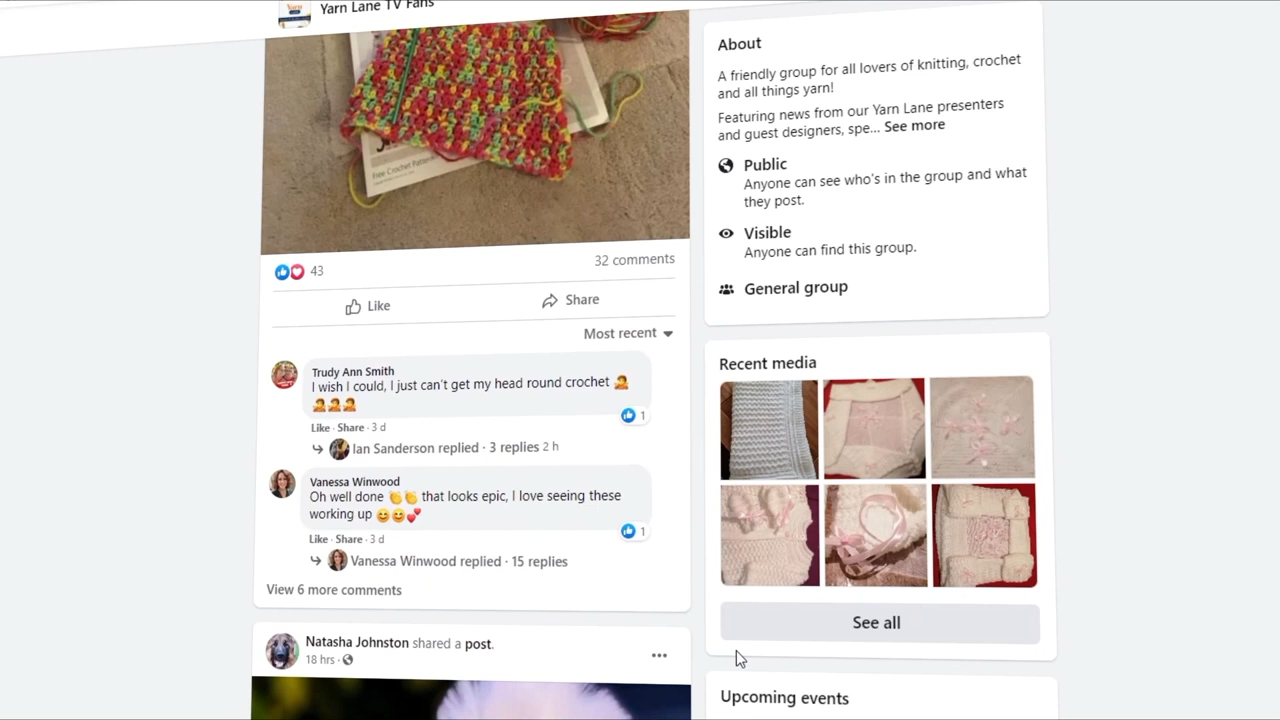 Yarn Lane TV Fans
Free Crochet Pattern
43
32 comments
Like
Share
Most recent
Trudy Ann Smith
I wish I could, I just can't get my head round crochet 🤦
🤦🤦🤦
1
Like · Share · 3 d
Ian Sanderson replied · 3 replies 2 h
Vanessa Winwood
Oh well done 👏👏 that looks epic, I love seeing these
working up 😊😊💕
1
Like · Share · 3 d
Vanessa Winwood replied · 15 replies
View 6 more comments
Natasha Johnston shared a post.
18 hrs ·
About
A friendly group for all lovers of knitting, crochet
and all things yarn!
Featuring news from our Yarn Lane presenters
and guest designers, spe... See more
Public
Anyone can see who's in the group and what
they post.
Visible
Anyone can find this group.
General group
Recent media
See all
Upcoming events